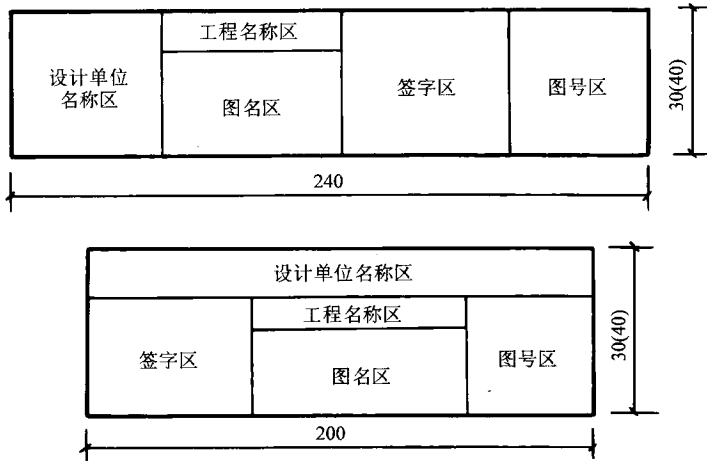 工程名称区
设计单位
名称区
图名区
签字区
图号区
30(40)
240
设计单位名称区
工程名称区
签字区
图名区
图号区
30(40)
200